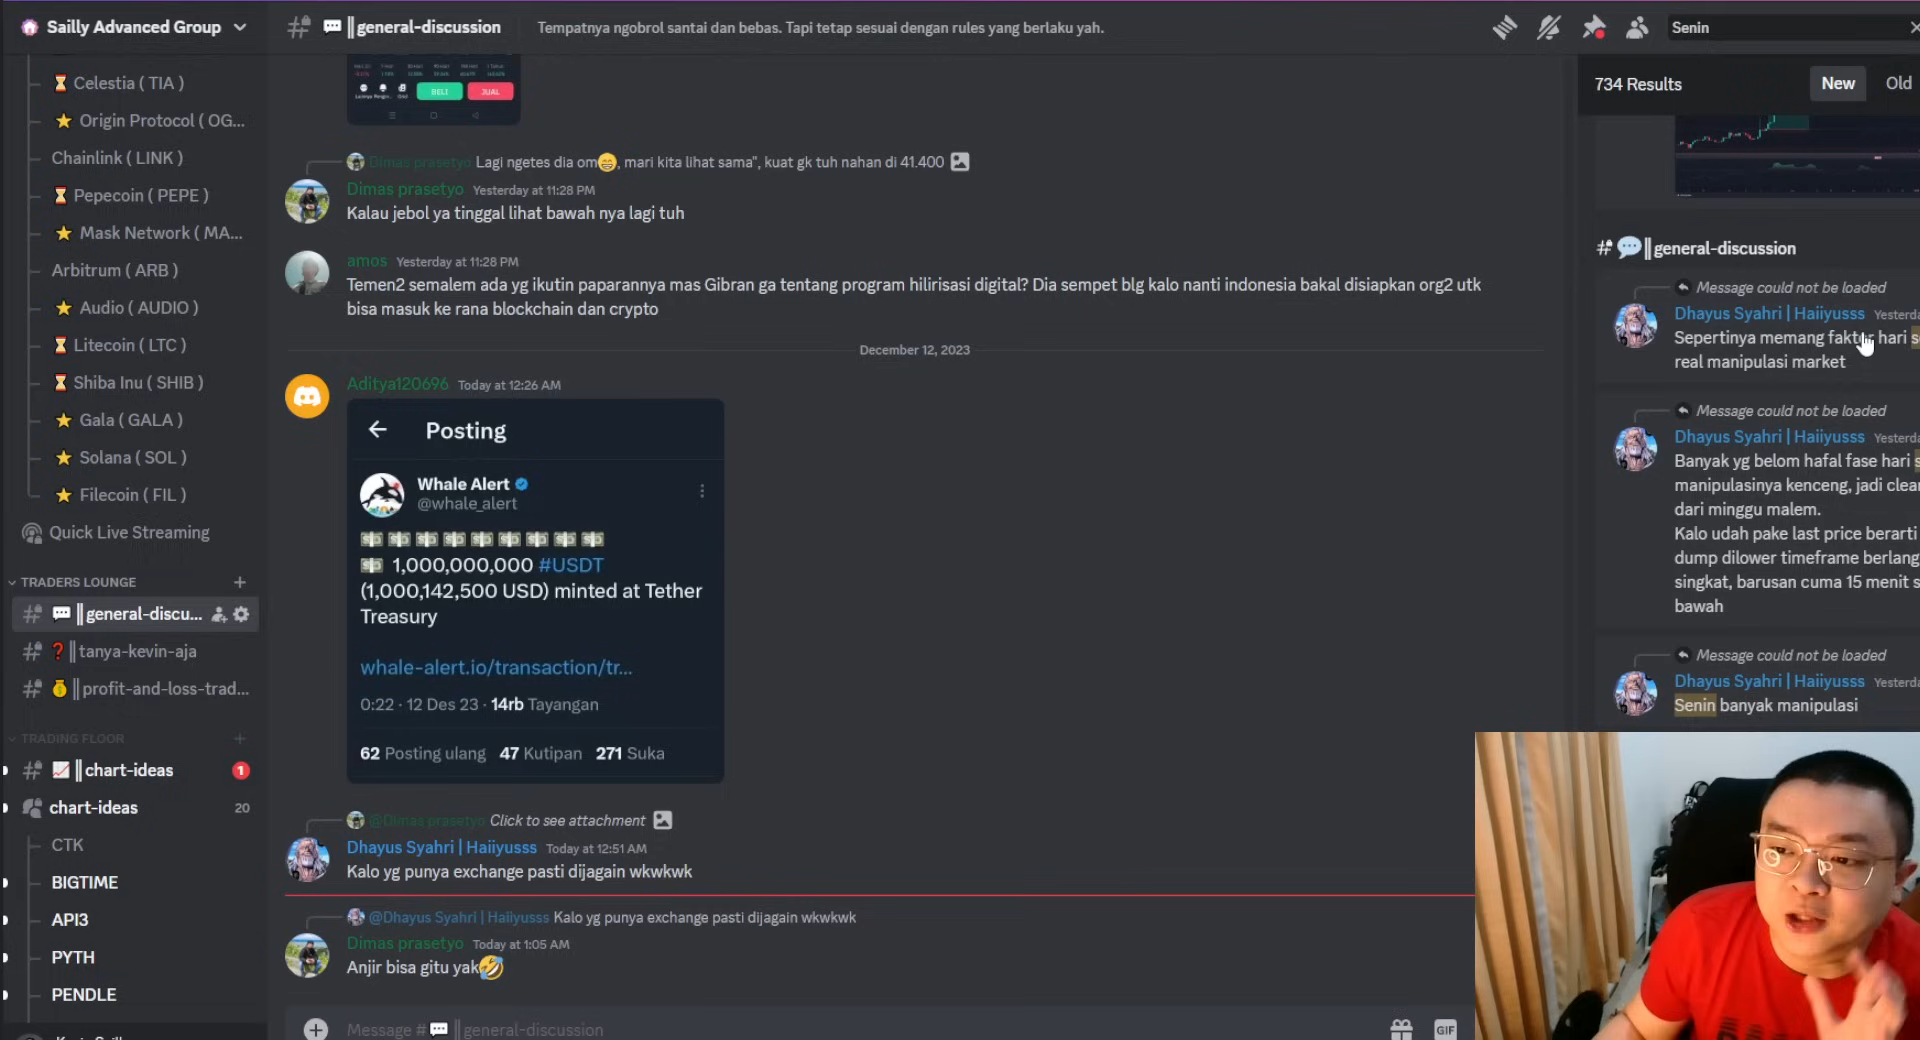 Sailly Advanced Group
general-discussion
Tempatnya ngobrol santai dan bebas. Tapi tetap sesuai dengan rules yang berlaku yah.
Senin
Celestia ( TIA )
Origin Protocol ( OG...
Chainlink ( LINK )
Pepecoin ( PEPE )
Mask Network ( MA...
Arbitrum ( ARB )
Audio ( AUDIO )
Litecoin ( LTC )
Shiba Inu ( SHIB )
Gala ( GALA )
Solana ( SOL )
Filecoin ( FIL )
Quick Live Streaming
TRADERS LOUNGE
general-discu...
tanya-kevin-aja
profit-and-loss-trad...
TRADING FLOOR
chart-ideas
1
chart-ideas
20
CTK
BIGTIME
API3
PYTH
PENDLE
BELI
JUAL
Dimas prasetyo Lagi ngetes dia om😄, mari kita lihat sama", kuat gk tuh nahan di 41.400
Dimas prasetyo Yesterday at 11:28 PM
Kalau jebol ya tinggal lihat bawah nya lagi tuh
amos Yesterday at 11:28 PM
Temen2 semalem ada yg ikutin paparannya mas Gibran ga tentang program hilirisasi digital? Dia sempet blg kalo nanti indonesia bakal disiapkan org2 utk
bisa masuk ke rana blockchain dan crypto
December 12, 2023
Aditya120696 Today at 12:26 AM
Posting
Whale Alert
@whale_alert
💵 💵 💵 💵 💵 💵 💵 💵 💵
💵 1,000,000,000 #USDT
(1,000,142,500 USD) minted at Tether
Treasury
whale-alert.io/transaction/tr...
0:22 · 12 Des 23 · 14rb Tayangan
62 Posting ulang 47 Kutipan 271 Suka
@Dimas prasetyo Click to see attachment
Dhayus Syahri | Haiiyusss Today at 12:51 AM
Kalo yg punya exchange pasti dijagain wkwkwk
@Dhayus Syahri | Haiiyusss Kalo yg punya exchange pasti dijagain wkwkwk
Dimas prasetyo Today at 1:05 AM
Anjir bisa gitu yak🤣
Message # general-discussion
GIF
734 Results
New
Old
general-discussion
Message could not be loaded
Dhayus Syahri | Haiiyusss Yesterda
Sepertinya memang faktor hari s
real manipulasi market
Message could not be loaded
Dhayus Syahri | Haiiyusss Yesterda
Banyak yg belom hafal fase hari s
manipulasinya kenceng, jadi clear
dari minggu malem.
Kalo udah pake last price berarti
dump dilower timeframe berlang
singkat, barusan cuma 15 menit s
bawah
Message could not be loaded
Dhayus Syahri | Haiiyusss Yesterda
Senin banyak manipulasi